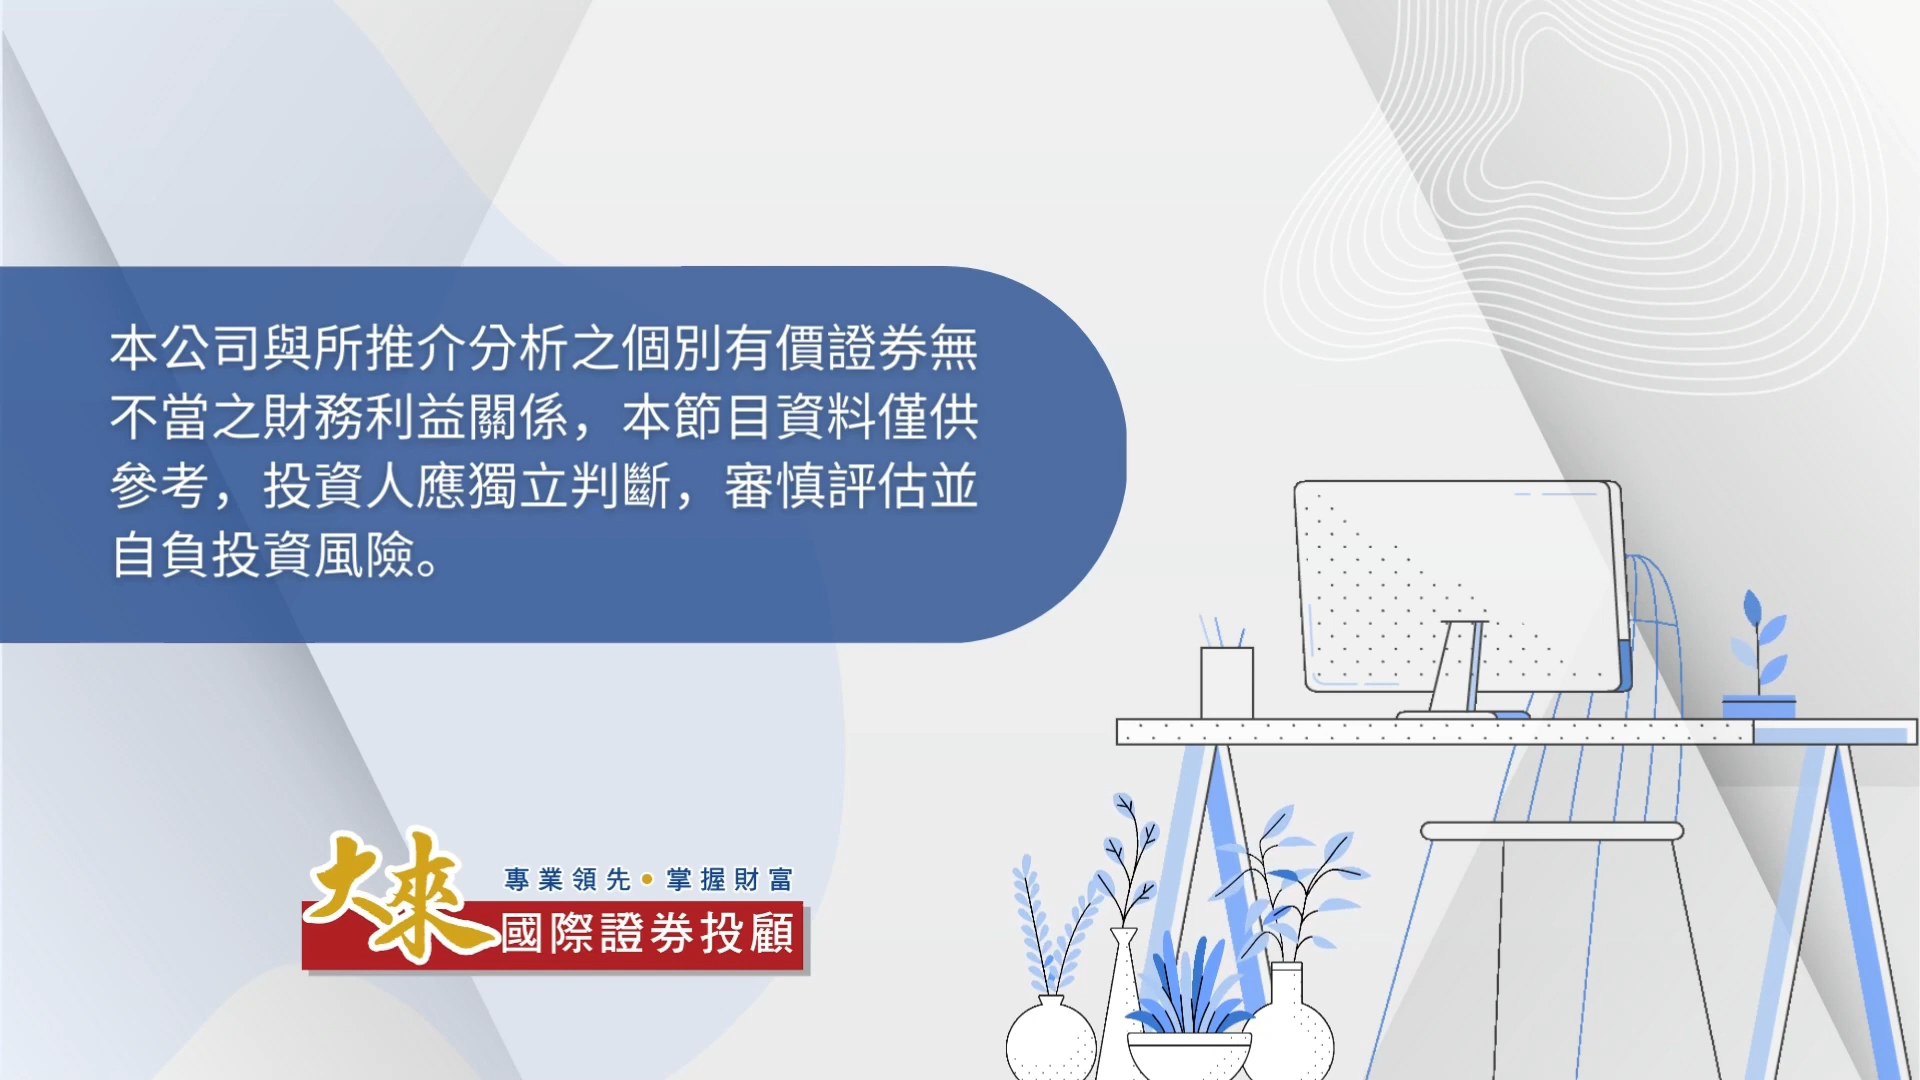 本公司與所推介分析之個別有價證券無
不當之財務利益關係，本節目資料僅供
參考，投資人應獨立判斷，審慎評估並
自負投資風險。
大來
專業領先•掌握財富
國際證券投顧